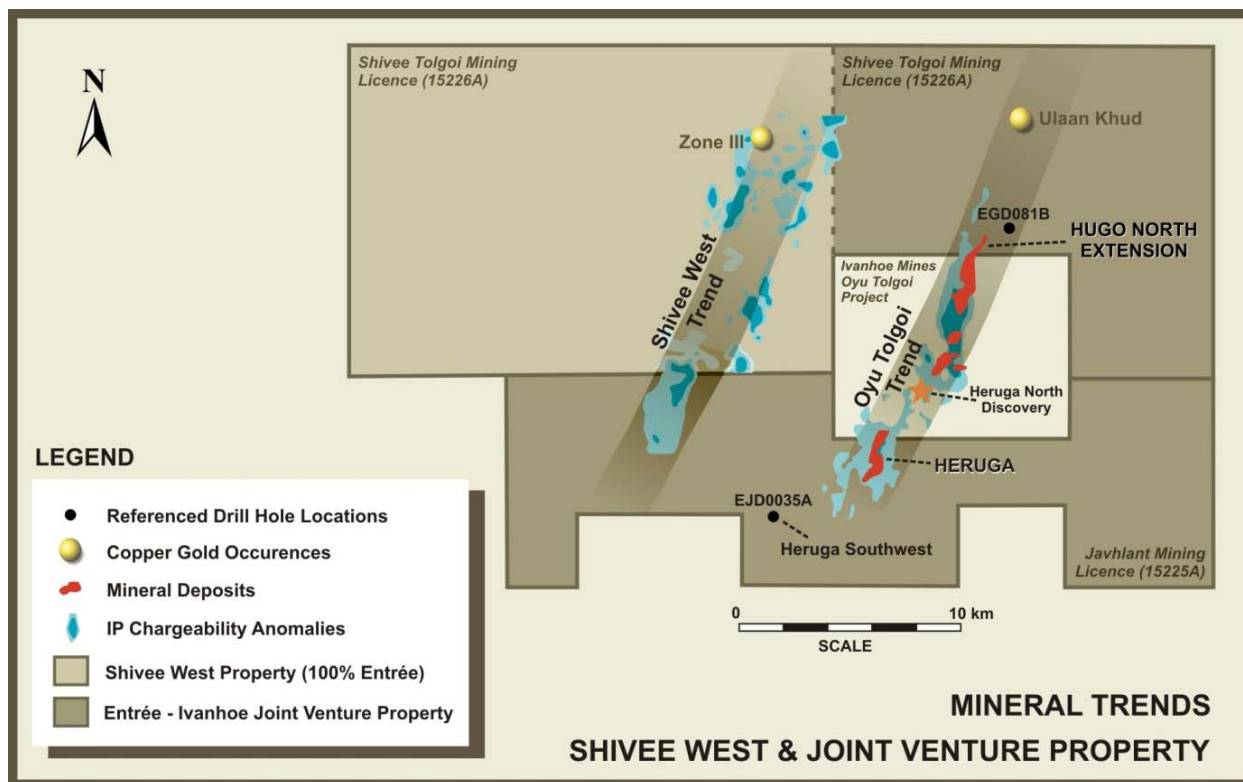 Shivee Tolgoi Mining
Licence (15226A)
Shivee Tolgoi Mining
Licence (15226A)
N
Zone III
Ulaan Khud
EGD081B
HUGO NORTH
EXTENSION
Ivanhoe Mines
Oyu Tolgoi
Project
Shivee West
Trend
Oyu Tolgoi
Trend
Heruga North
Discovery
HERUGA
EJD0035A
Heruga Southwest
Javhlant Mining
Licence (15225A)
LEGEND
Referenced Drill Hole Locations
Copper Gold Occurences
Mineral Deposits
IP Chargeability Anomalies
Shivee West Property (100% Entrée)
Entrée - Ivanhoe Joint Venture Property
0 10 km
SCALE
MINERAL TRENDS
SHIVEE WEST & JOINT VENTURE PROPERTY